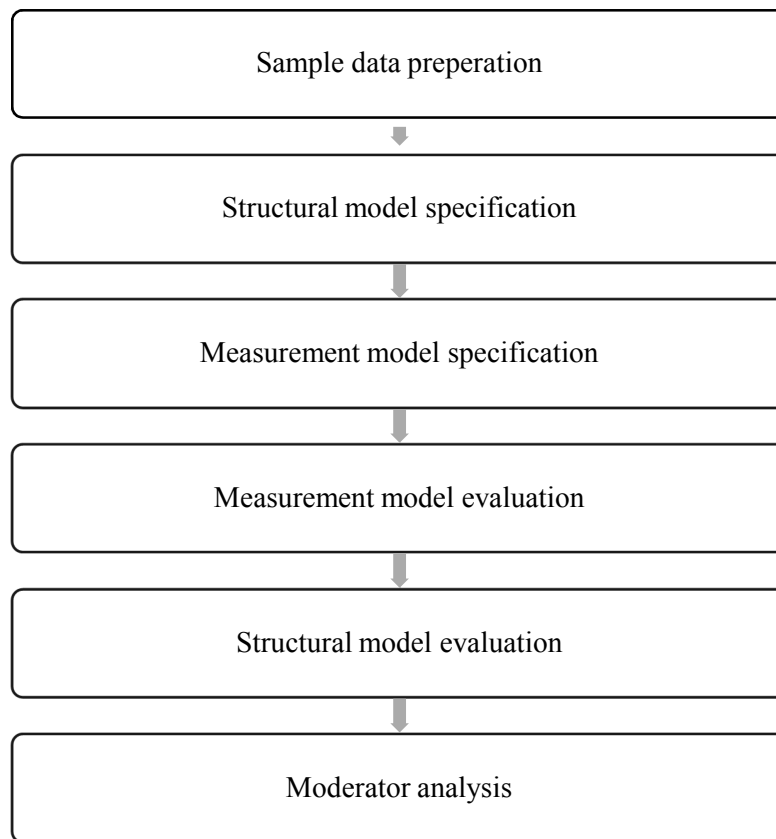 Sample data preperation
Structural model specification
Measurement model specification
Measurement model evaluation
Structural model evaluation
Moderator analysis